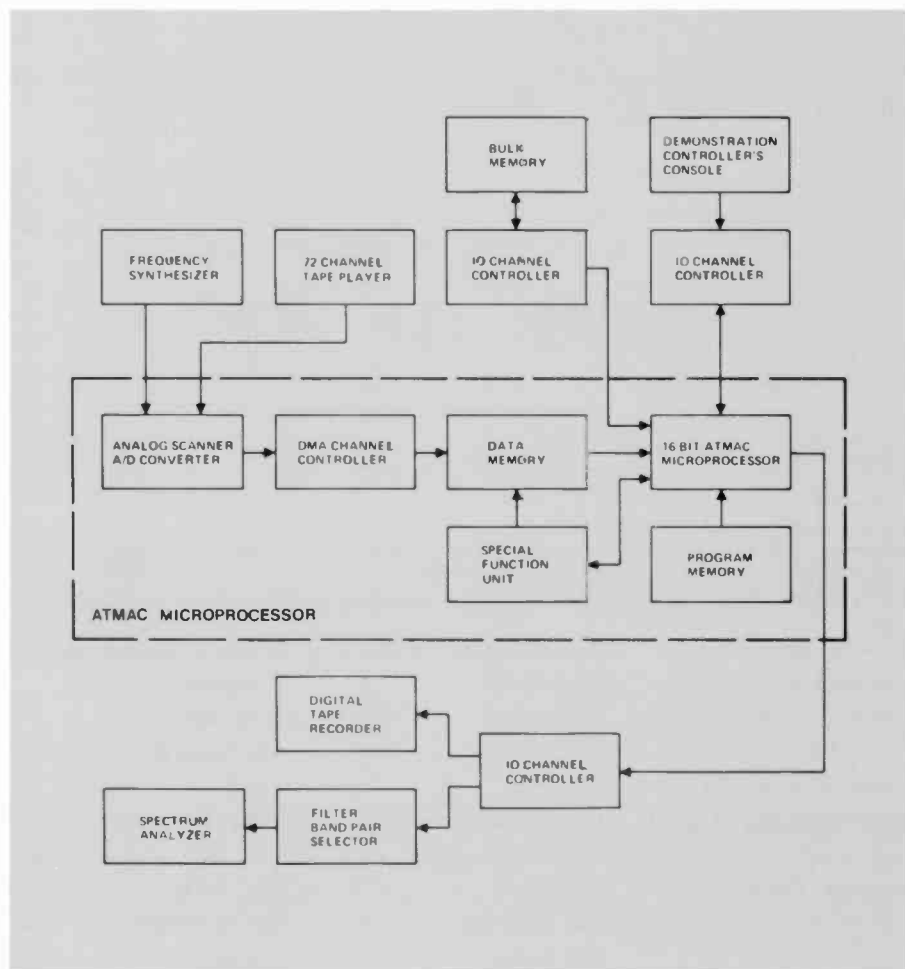 BULK
MEMORY
DEMONSTRATION
CONTROLLER'S
CONSOLE
FREQUENCY
SYNTHESIZER
72 CHANNEL
TAPE PLAYER
IO CHANNEL
CONTROLLER
IO CHANNEL
CONTROLLER
ANALOG SCANNER
A/D CONVERTER
DMA CHANNEL
CONTROLLER
DATA
MEMORY
16 BIT ATMAC
MICROPROCESSOR
SPECIAL
FUNCTION
UNIT
PROGRAM
MEMORY
ATMAC MICROPROCESSOR
DIGITAL
TAPE
RECORDER
IO CHANNEL
CONTROLLER
SPECTRUM
ANALYZER
FILTER
BAND PAIR
SELECTOR